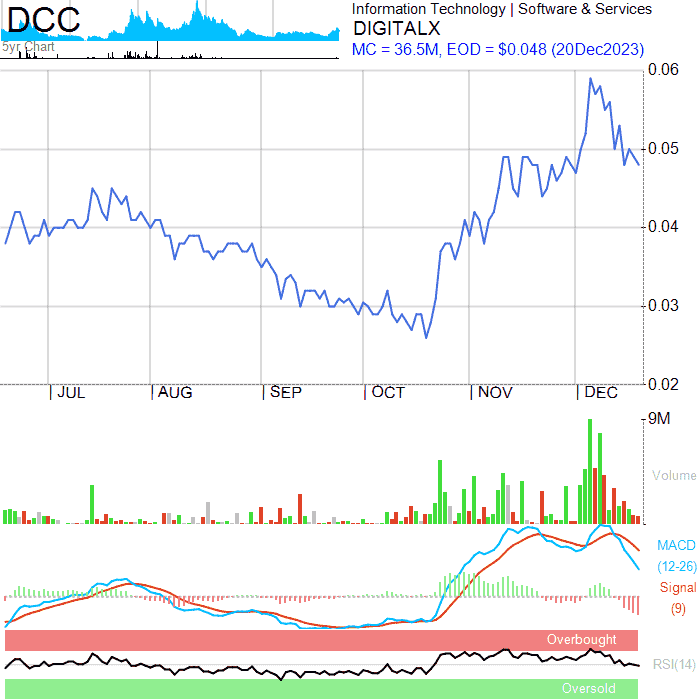 DCC
5yr Chart
Information Technology | Software & Services
DIGITALX
MC = 36.5M, EOD = $0.048 (20Dec2023)
0.06
0.05
0.04
0.03
0.02
JUL AUG SEP OCT NOV DEC
9M
Volume
MACD
(12-26)
Signal
(9)
Overbought
RSI(14)
Oversold